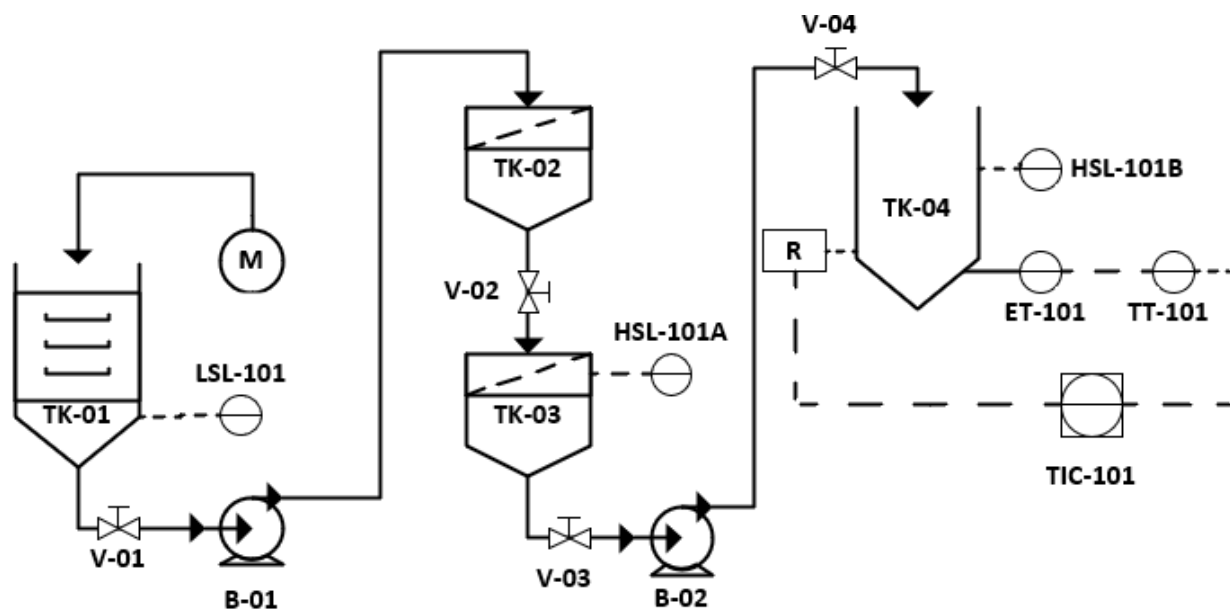 V-04
TK-02
HSL-101B
TK-04
M
R
V-02
ET-101
TT-101
HSL-101A
LSL-101
TK-01
TK-03
TIC-101
V-01
V-03
B-01
B-02